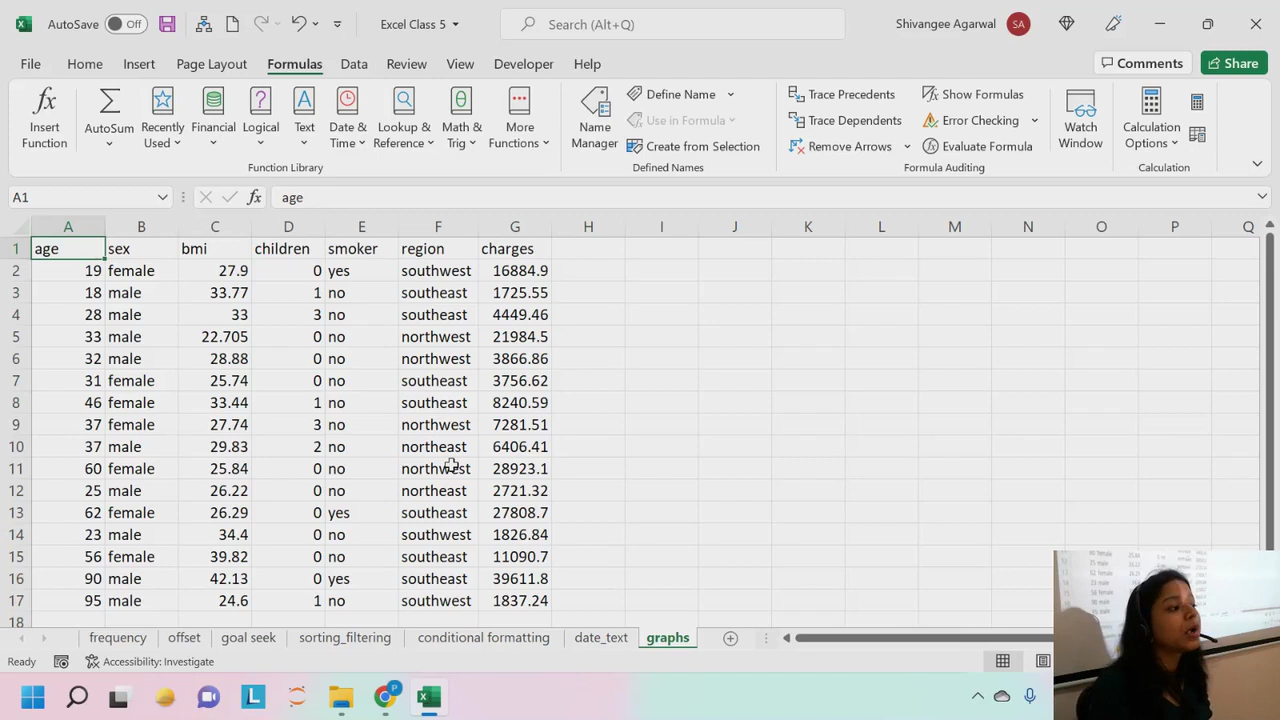 AutoSave Off Excel Class 5 Search (Alt+Q) Shivangee Agarwal SA
File Home Insert Page Layout Formulas Data Review View Developer Help Comments Share
Insert Function AutoSum Recently Used Financial Logical Text Date & Time Lookup & Reference Math & Trig More Functions Name Manager Define Name Use in Formula Create from Selection Trace Precedents Trace Dependents Remove Arrows Show Formulas Error Checking Evaluate Formula Watch Window Calculation Options
Function Library Defined Names Formula Auditing Calculation
A1 fx age
A B C D E F G H I J K L M N O P Q
1 age sex bmi children smoker region charges
2 19 female 27.9 0 yes southwest 16884.9
3 18 male 33.77 1 no southeast 1725.55
4 28 male 33 3 no southeast 4449.46
5 33 male 22.705 0 no northwest 21984.5
6 32 male 28.88 0 no northwest 3866.86
7 31 female 25.74 0 no southeast 3756.62
8 46 female 33.44 1 no southeast 8240.59
9 37 female 27.74 3 no northwest 7281.51
10 37 male 29.83 2 no northeast 6406.41
11 60 female 25.84 0 no northwest 28923.1
12 25 male 26.22 0 no northeast 2721.32
13 62 female 26.29 0 yes southeast 27808.7
14 23 male 34.4 0 no southwest 1826.84
15 56 female 39.82 0 no southeast 11090.7
16 90 male 42.13 0 yes southeast 39611.8
17 95 male 24.6 1 no southwest 1837.24
18
frequency offset goal seek sorting_filtering conditional formatting date_text graphs
Ready Accessibility: Investigate